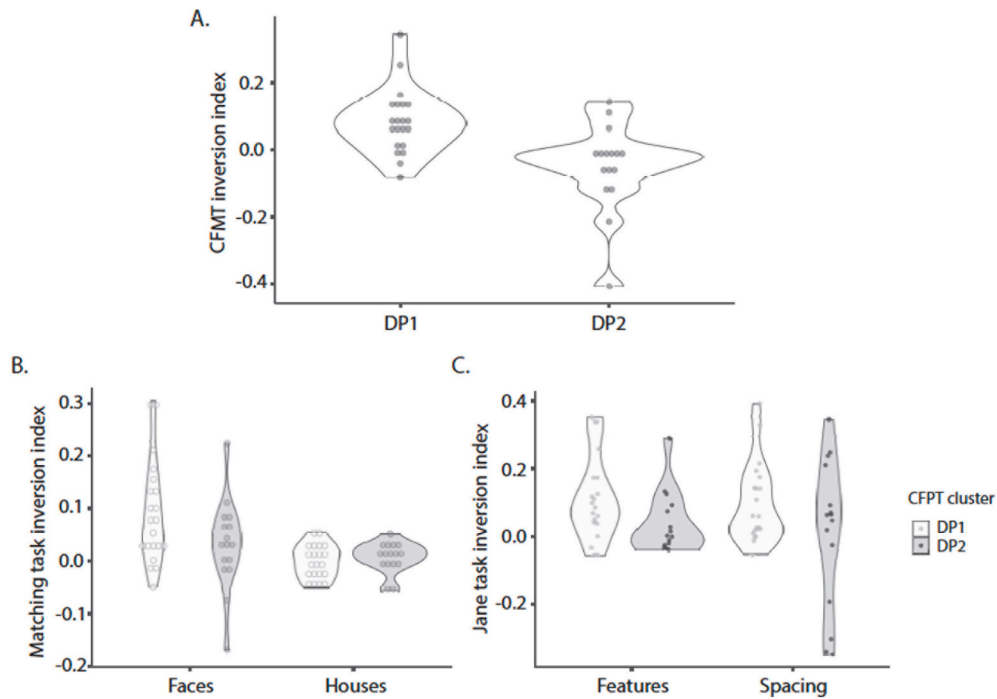 A.
CFMT inversion index
0.2
0.0
-0.2
-0.4
DP1 DP2
B.
Matching task inversion index
0.3
0.2
0.1
0.0
-0.1
-0.2
Faces Houses
C.
Jane task inversion index
0.4
0.2
0.0
-0.2
Features Spacing
CFPT cluster
DP1
DP2